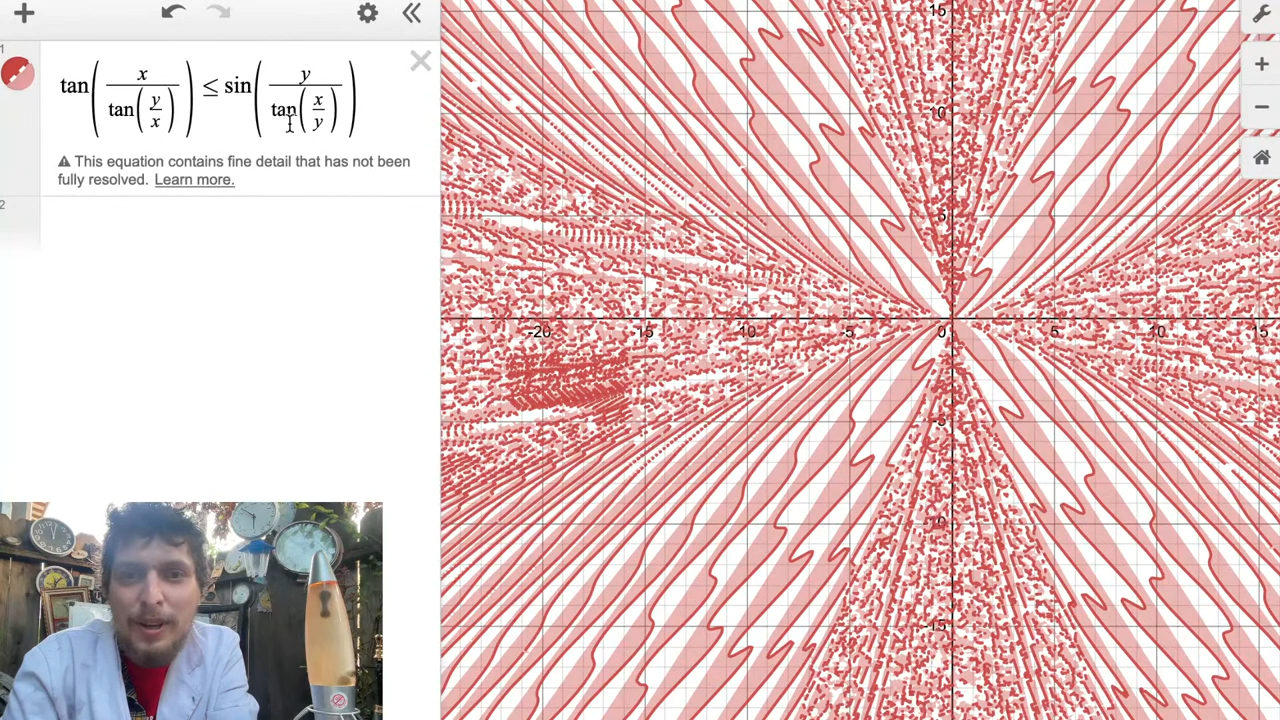 1
tan(x/tan(y/x)) ≤ sin(y/tan(x/y))
⚠ This equation contains fine detail that has not been
fully resolved. Learn more.
2
15
10
5
-20 -15 -10 -5 0 5 10 15
-5
-10
-15